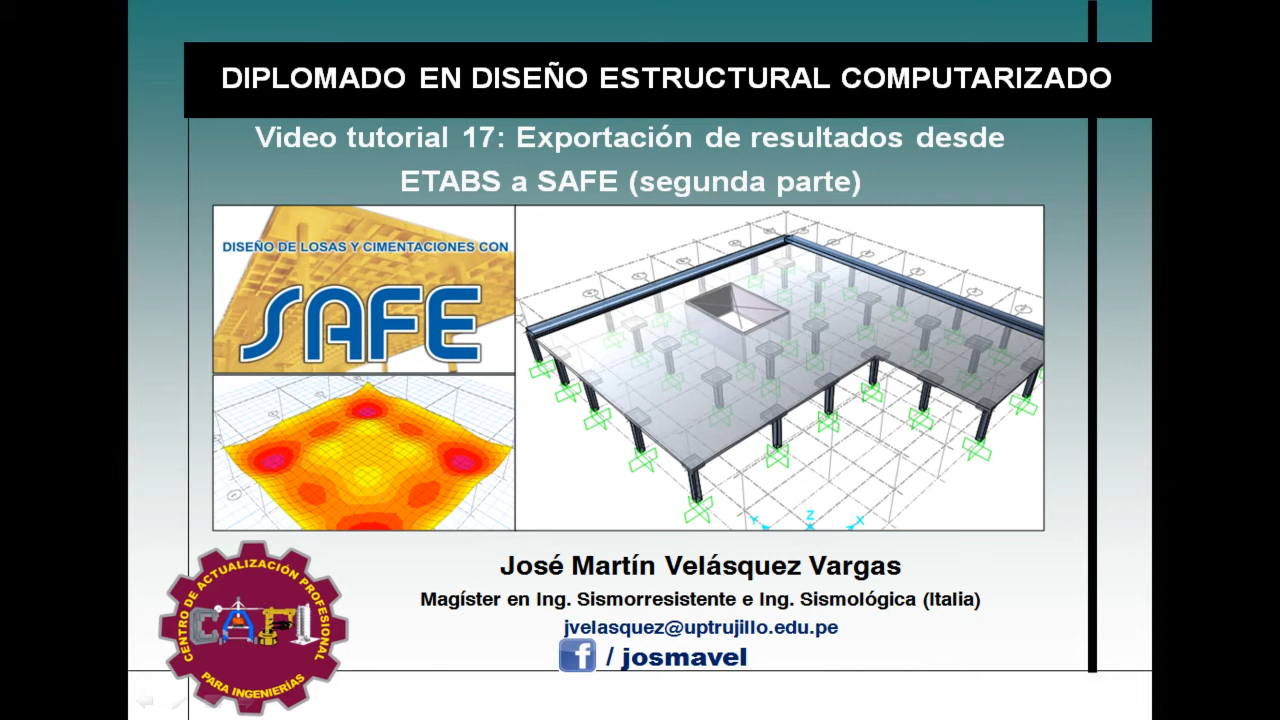 DIPLOMADO EN DISEÑO ESTRUCTURAL COMPUTARIZADO
Video tutorial 17: Exportación de resultados desde
ETABS a SAFE (segunda parte)
DISEÑO DE LOSAS Y CIMENTACIONES CON
SAFE
Z
Y
X
José Martín Velásquez Vargas
Magíster en Ing. Sismorresistente e Ing. Sismológica (Italia)
jvelasquez@uptrujillo.edu.pe
f / josmavel
CENTRO DE ACTUALIZACIÓN PROFESIONAL
CAPI
PARA INGENIERÍAS